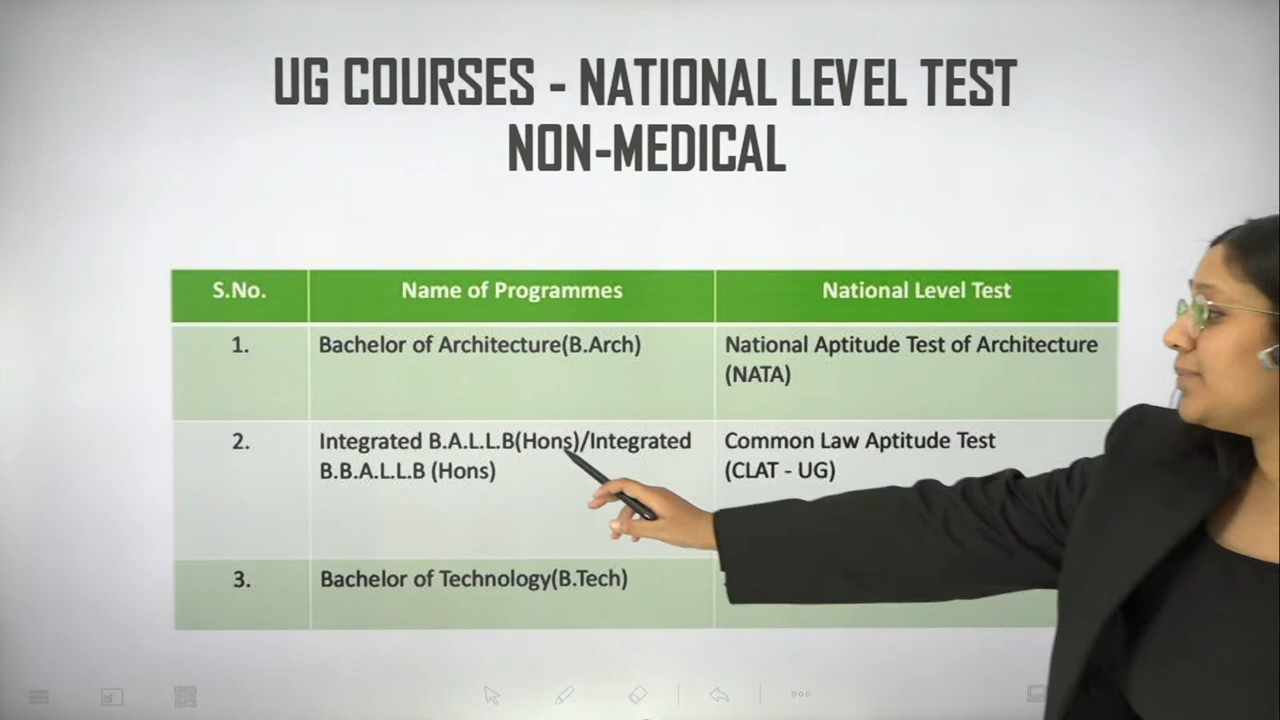 UG COURSES - NATIONAL LEVEL TEST
NON-MEDICAL
S.No. Name of Programmes National Level Test
1. Bachelor of Architecture(B.Arch) National Aptitude Test of Architecture
(NATA)
2. Integrated B.A.L.L.B(Hons)/Integrated Common Law Aptitude Test
B.B.A.L.L.B (Hons) (CLAT - UG)
3. Bachelor of Technology(B.Tech)